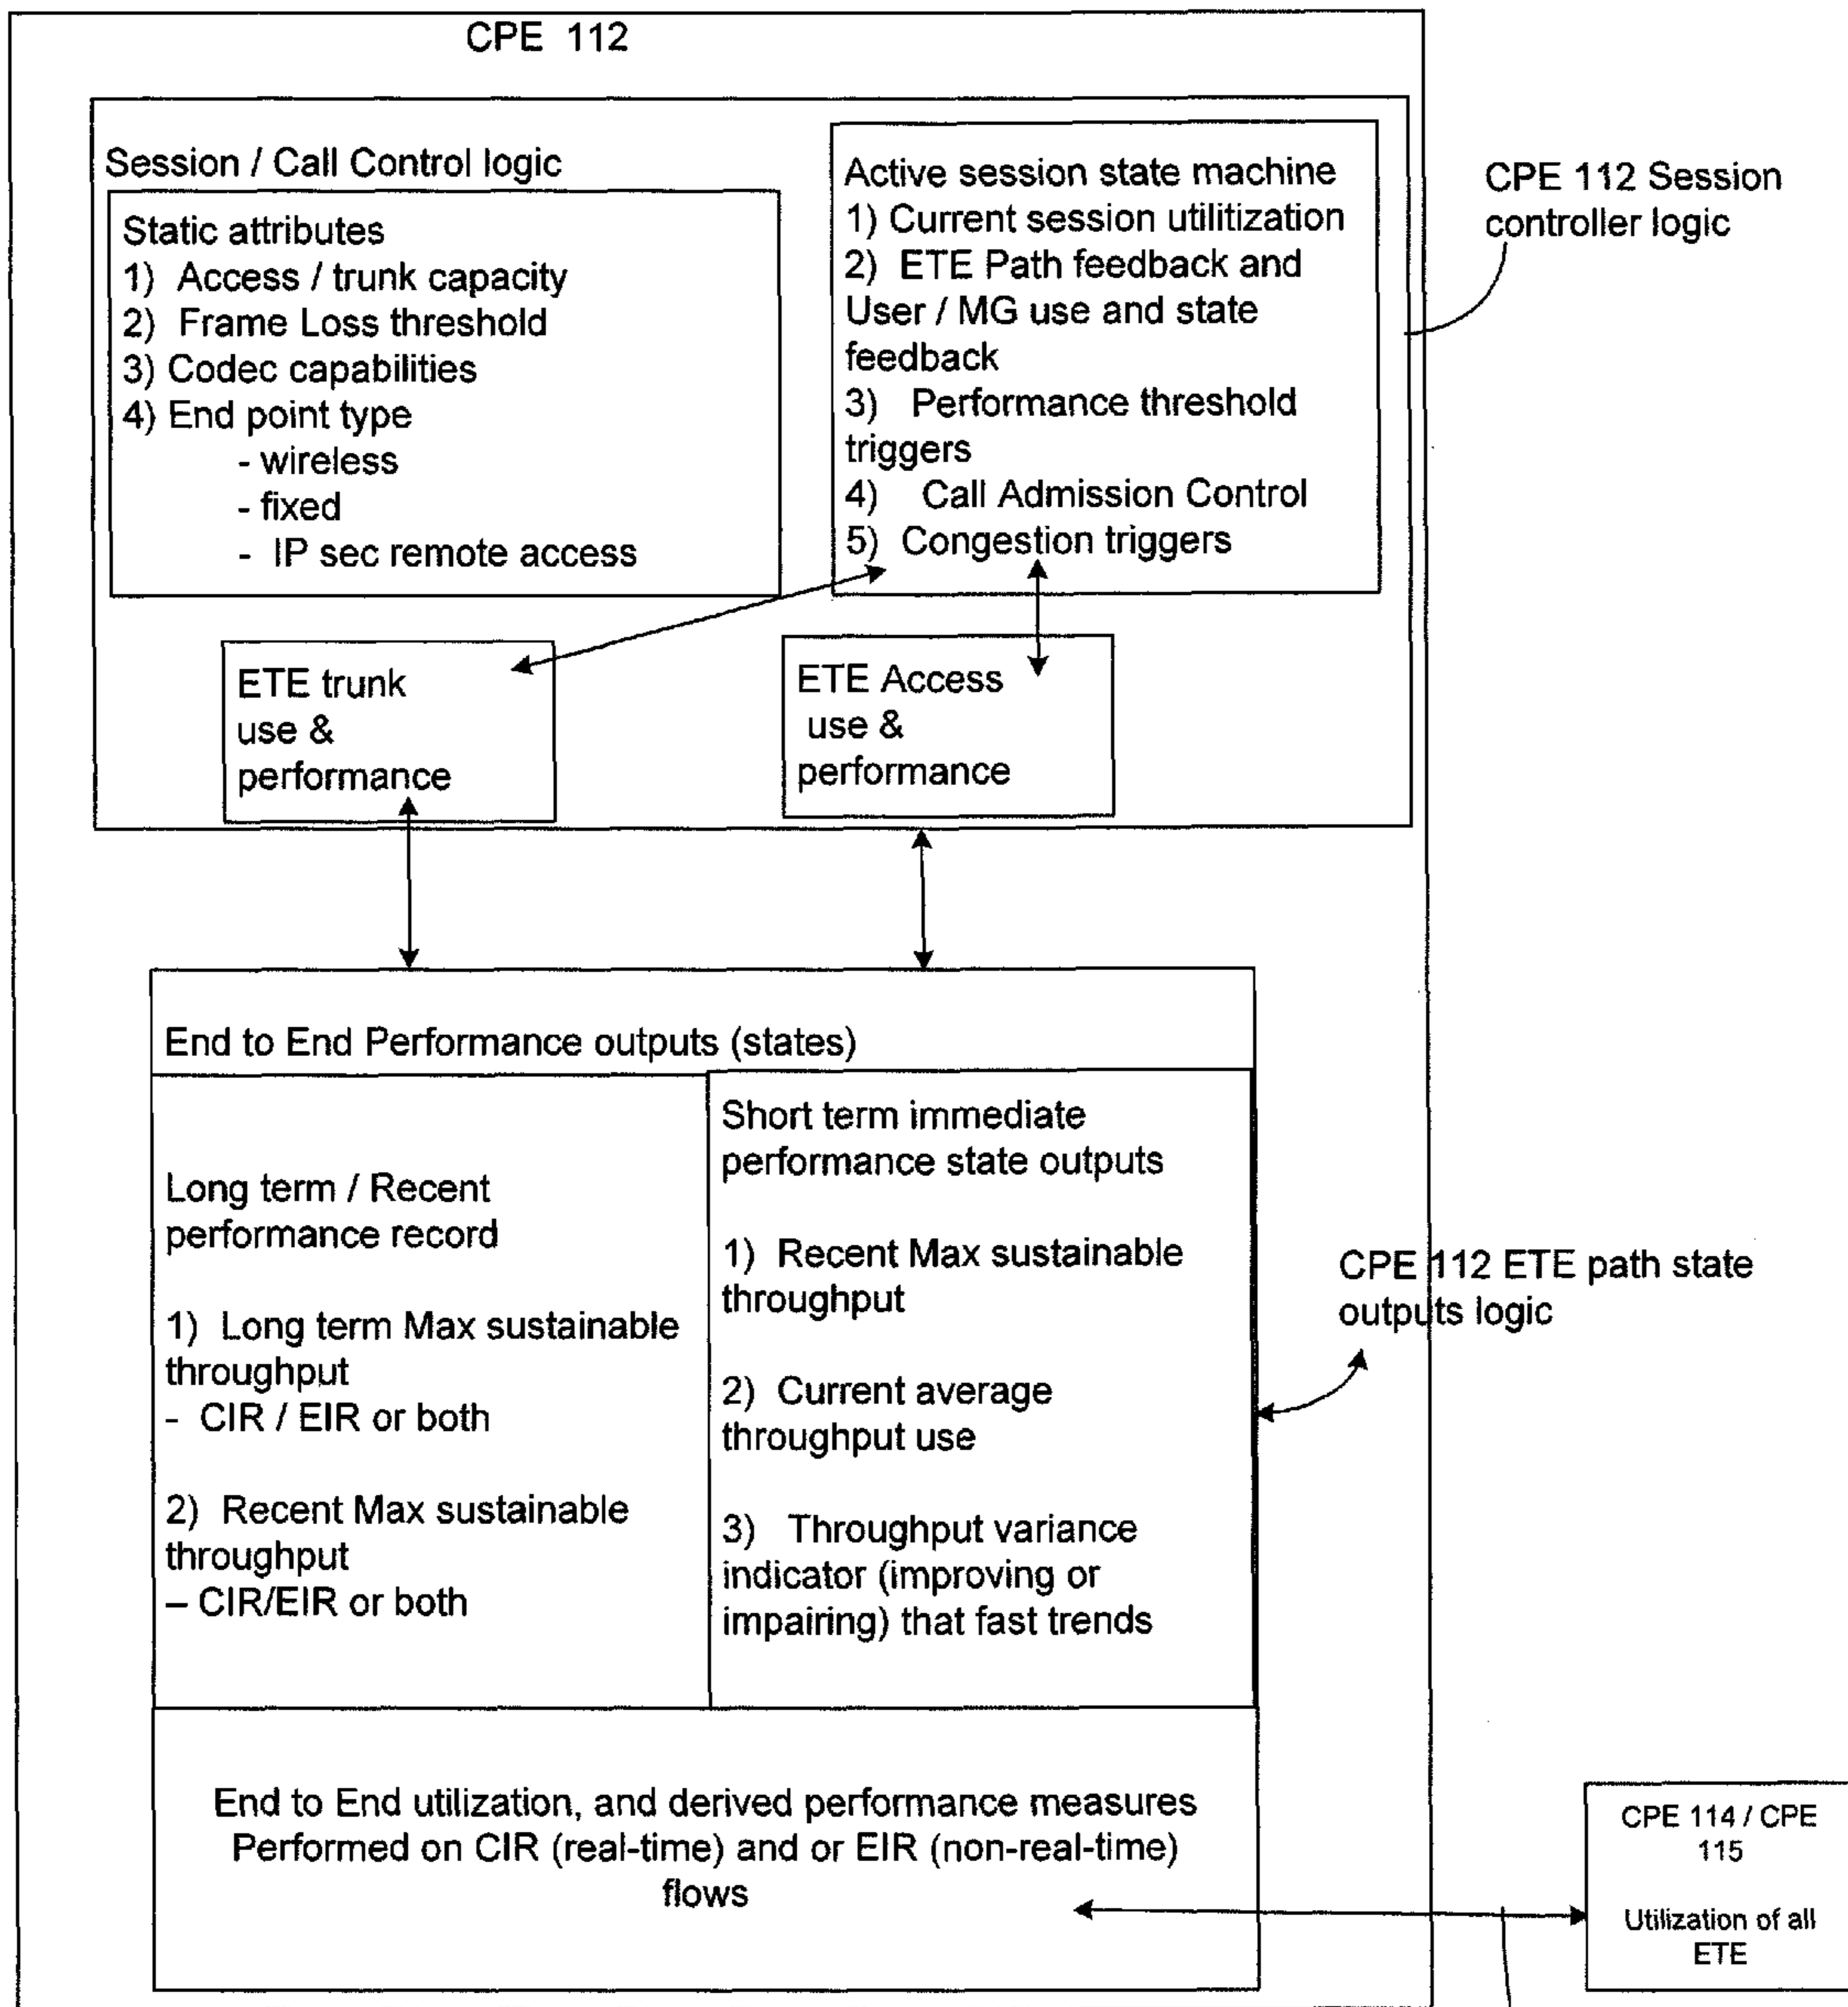 CPE 112
Session / Call Control logic
Static attributes
1) Access / trunk capacity
2) Frame Loss threshold
3) Codec capabilities
4) End point type
- wireless
- fixed
- IP sec remote access
Active session state machine
1) Current session utilitization
2) ETE Path feedback and
User / MG use and state
feedback
3) Performance threshold
triggers
4) Call Admission Control
5) Congestion triggers
CPE 112 Session
controller logic
ETE trunk
use &
performance
ETE Access
use &
performance
End to End Performance outputs (states)
Long term / Recent
performance record
1) Long term Max sustainable
throughput
- CIR / EIR or both
2) Recent Max sustainable
throughput
– CIR/EIR or both
Short term immediate
performance state outputs
1) Recent Max sustainable
throughput
2) Current average
throughput use
3) Throughput variance
indicator (improving or
impairing) that fast trends
CPE 112 ETE path state
outputs logic
End to End utilization, and derived performance measures
Performed on CIR (real-time) and or EIR (non-real-time)
flows
CPE 114 / CPE
115
Utilization of all
ETE